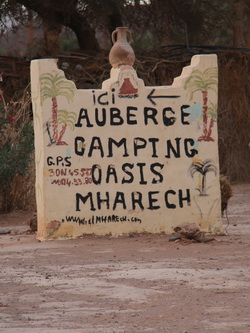 ici
AUBERGE
CAMPING
G.P.S
OASIS
MHARECH